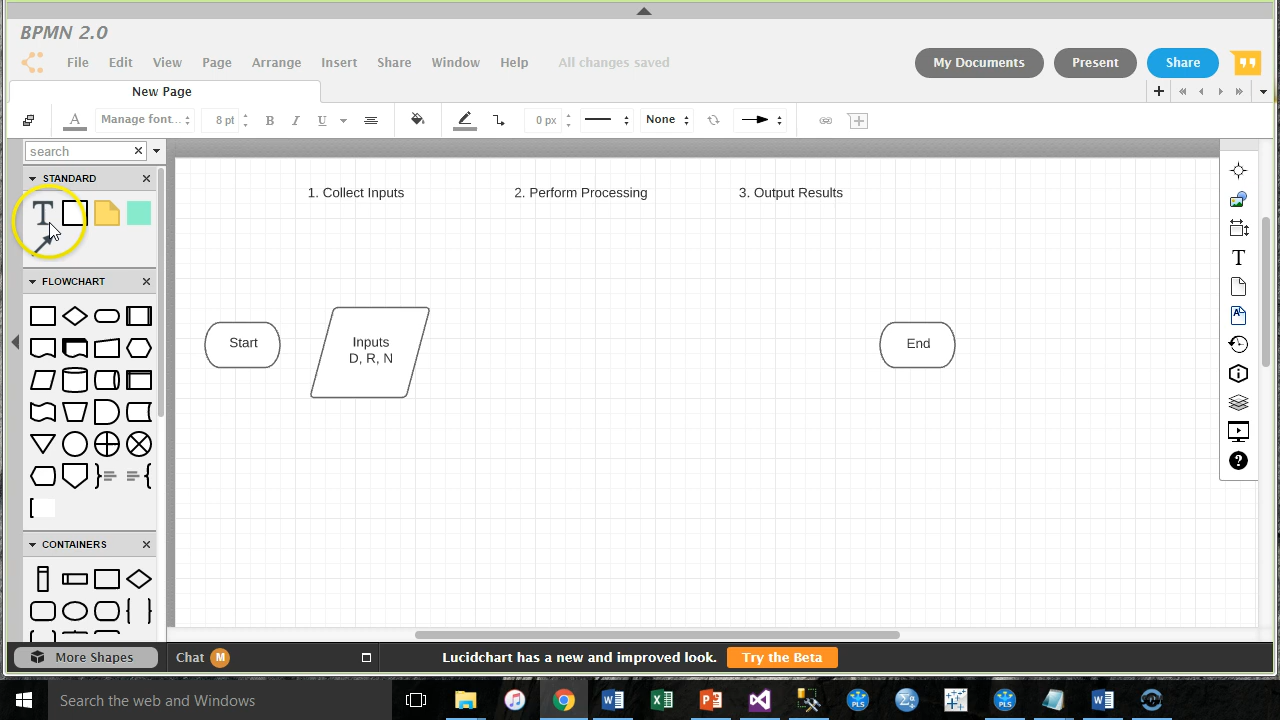 BPMN 2.0
File Edit View Page Arrange Insert Share Window Help All changes saved
My Documents Present Share
New Page
Manage font... 8 pt B I U 0 px None
search
STANDARD
T
FLOWCHART
CONTAINERS
1. Collect Inputs 2. Perform Processing 3. Output Results
Start
Inputs
D, R, N
End
T
A
More Shapes Chat M Lucidchart has a new and improved look. Try the Beta
Search the web and Windows
PLS PLS